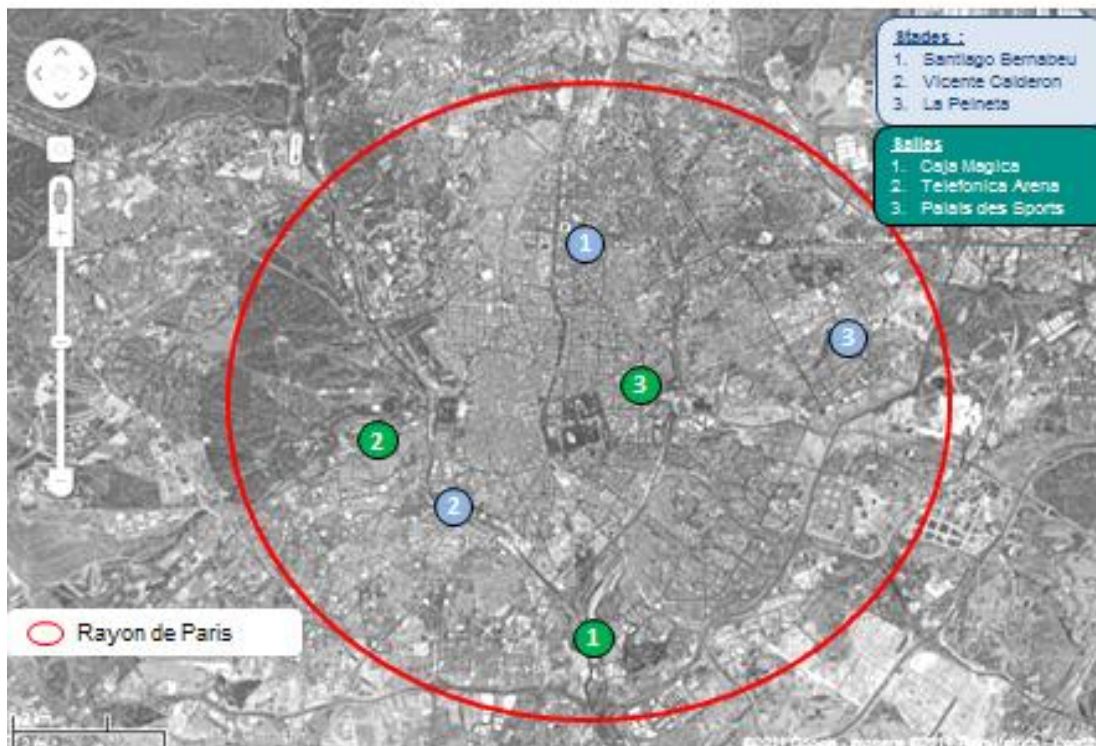 Stades :
1. Santiago Bernabeu
2. Vicente Calderon
3. La Peineta
Salles
1. Caja Magica
2. Telefonica Arena
3. Palais des Sports
1
3
3
2
2
1
Rayon de Paris